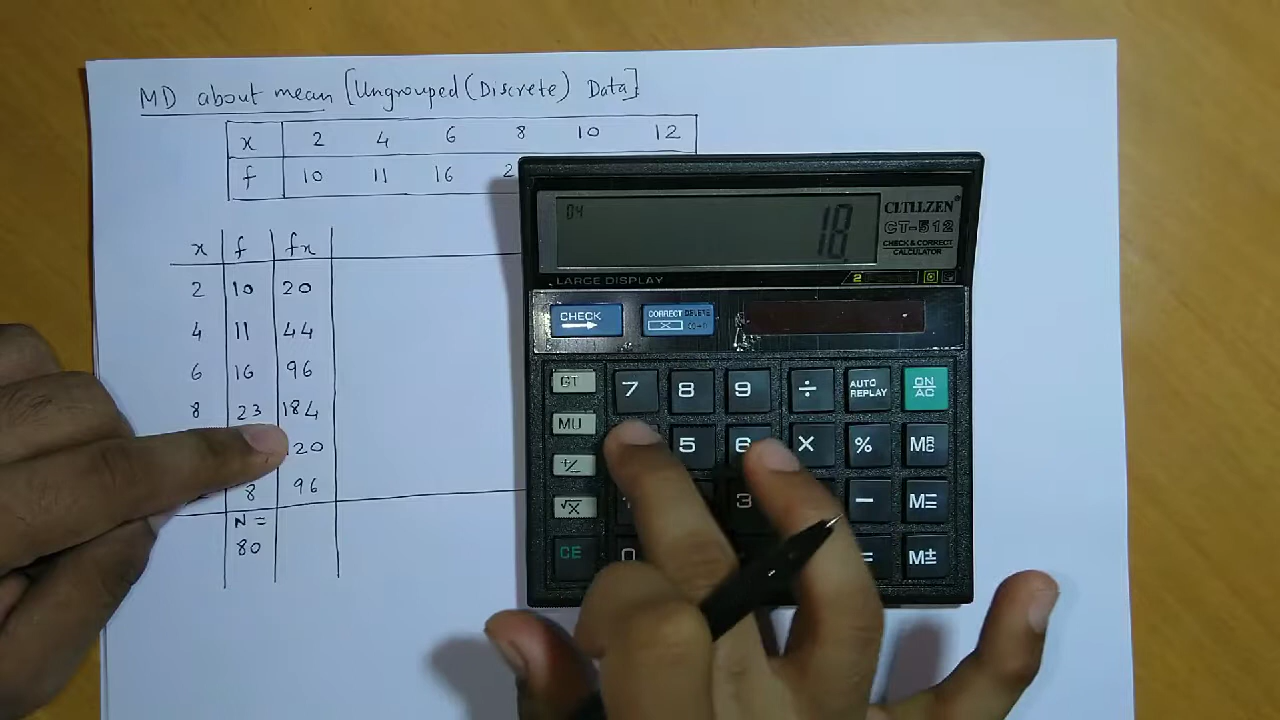 MD about mean [Ungrouped (Discrete) Data]
x 2 4 6 8 10 12
f 10 11 16 2
x f fx
2 10 20
4 11 44
6 16 96
8 23 184
20
8 96
N =
80
04 18.
CITIZEN®
CT-512
CHECK & CORRECT
CALCULATOR
LARGE DISPLAY 2
CHECK CORRECT
GT 7 8 9 ÷ AUTO REPLAY ON/AC
MU 5 6 X %
+/- 3 − M=
√x
CE 0 = M±